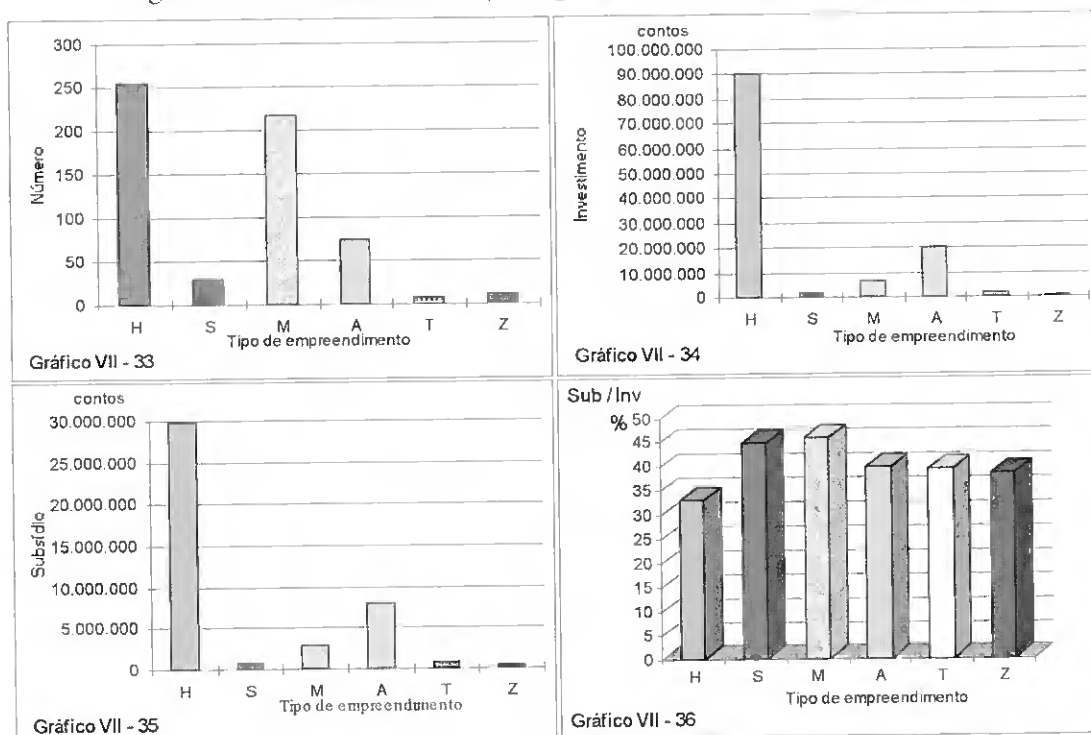 300
250
200
150
100
50
0
Número
H S M A T Z
Tipo de empreendimento
Gráfico VII - 33
contos
100.000.000
90.000.000
80.000.000
70.000.000
60.000.000
50.000.000
40.000.000
30.000.000
20.000.000
10.000.000
0
Investimento
H S M A T Z
Tipo de empreendimento
Gráfico VII - 34
contos
30.000.000
25.000.000
20.000.000
15.000.000
10.000.000
5.000.000
0
Subsídio
H S M A T Z
Tipo de empreendimento
Gráfico VII - 35
Sub / Inv
%
50
45
40
35
30
25
20
15
10
5
0
H S M A T Z
Tipo de empreendimento
Gráfico VII - 36